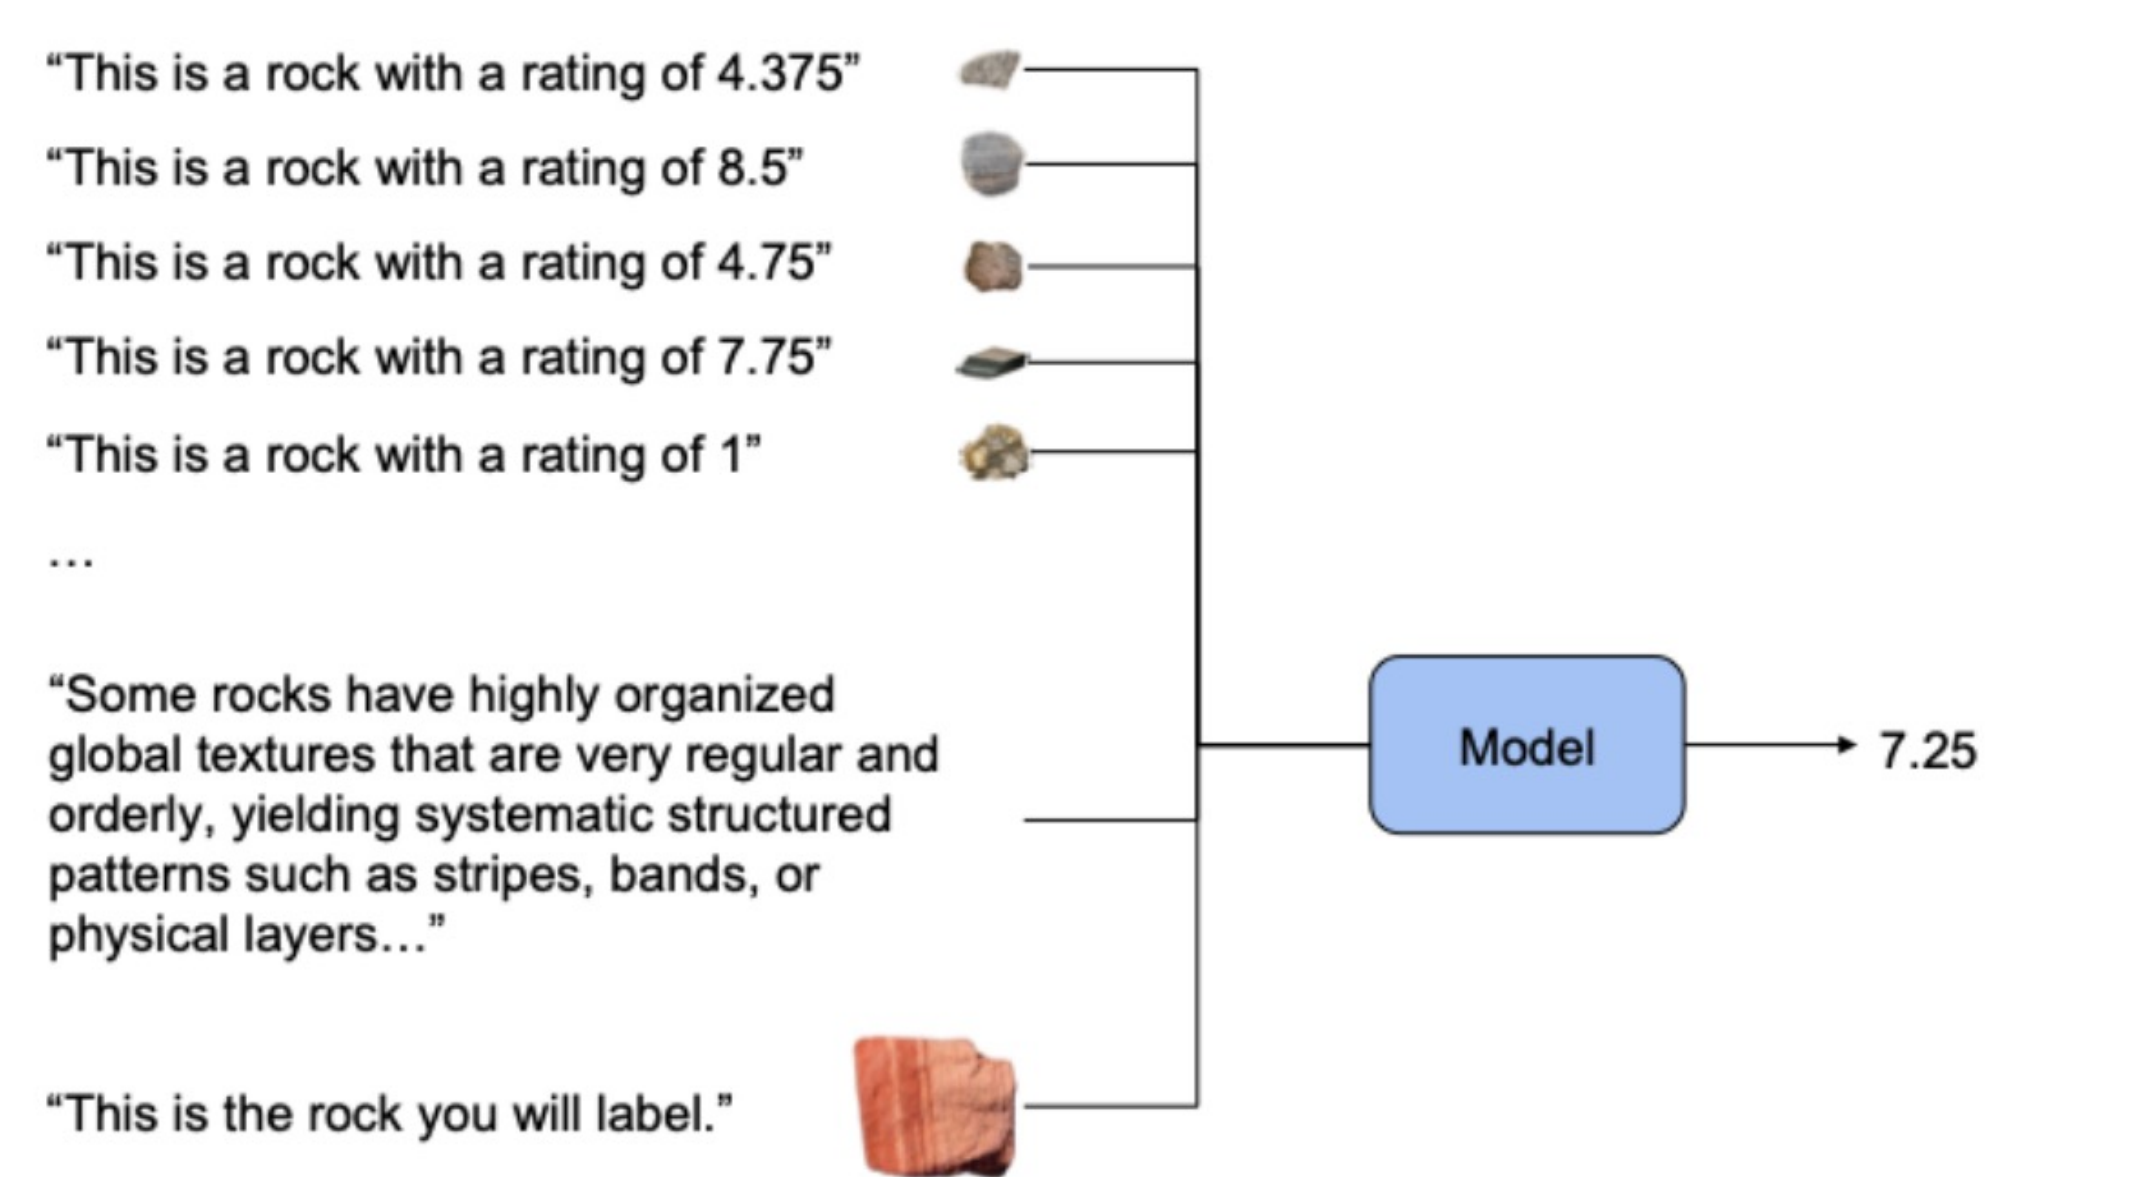 “This is a rock with a rating of 4.375”
“This is a rock with a rating of 8.5”
“This is a rock with a rating of 4.75”
“This is a rock with a rating of 7.75”
“This is a rock with a rating of 1”
…
“Some rocks have highly organized
global textures that are very regular and
orderly, yielding systematic structured
patterns such as stripes, bands, or
physical layers…”
Model
7.25
“This is the rock you will label.”